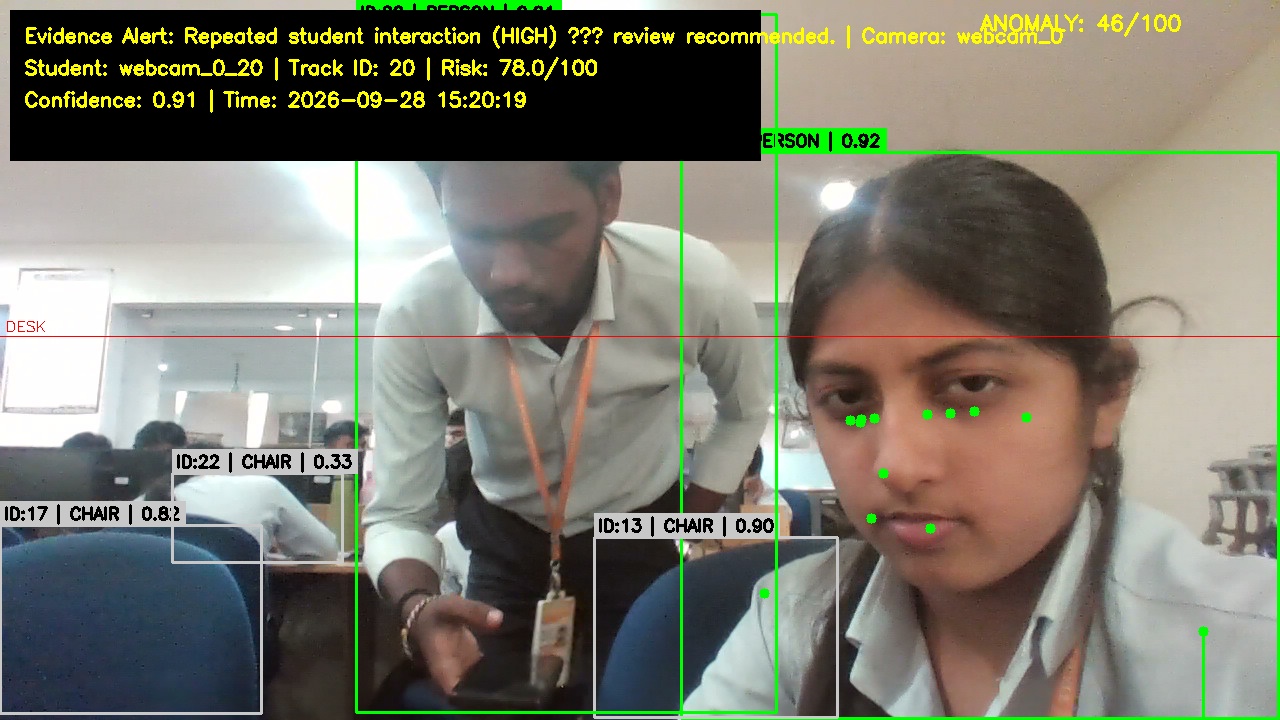 Evidence Alert: Repeated student interaction (HIGH) ??? review recommended. | Camera: webcam_0
ANOMALY: 46/100
Student: webcam_0_20 | Track ID: 20 | Risk: 78.0/100
Confidence: 0.91 | Time: 2026-09-28 15:20:19
PERSON | 0.92
DESK
ID:22 | CHAIR | 0.33
ID:17 | CHAIR | 0.82
ID:13 | CHAIR | 0.90